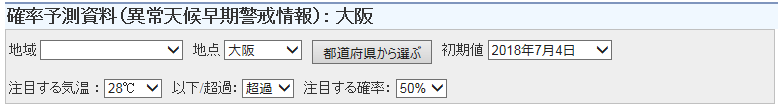 確率予測資料(異常天候早期警戒情報): 大阪
地域 地点 大阪 都道府県から選ぶ 初期値 2018年7月4日
注目する気温: 28℃ 以下/超過: 超過 注目する確率: 50%